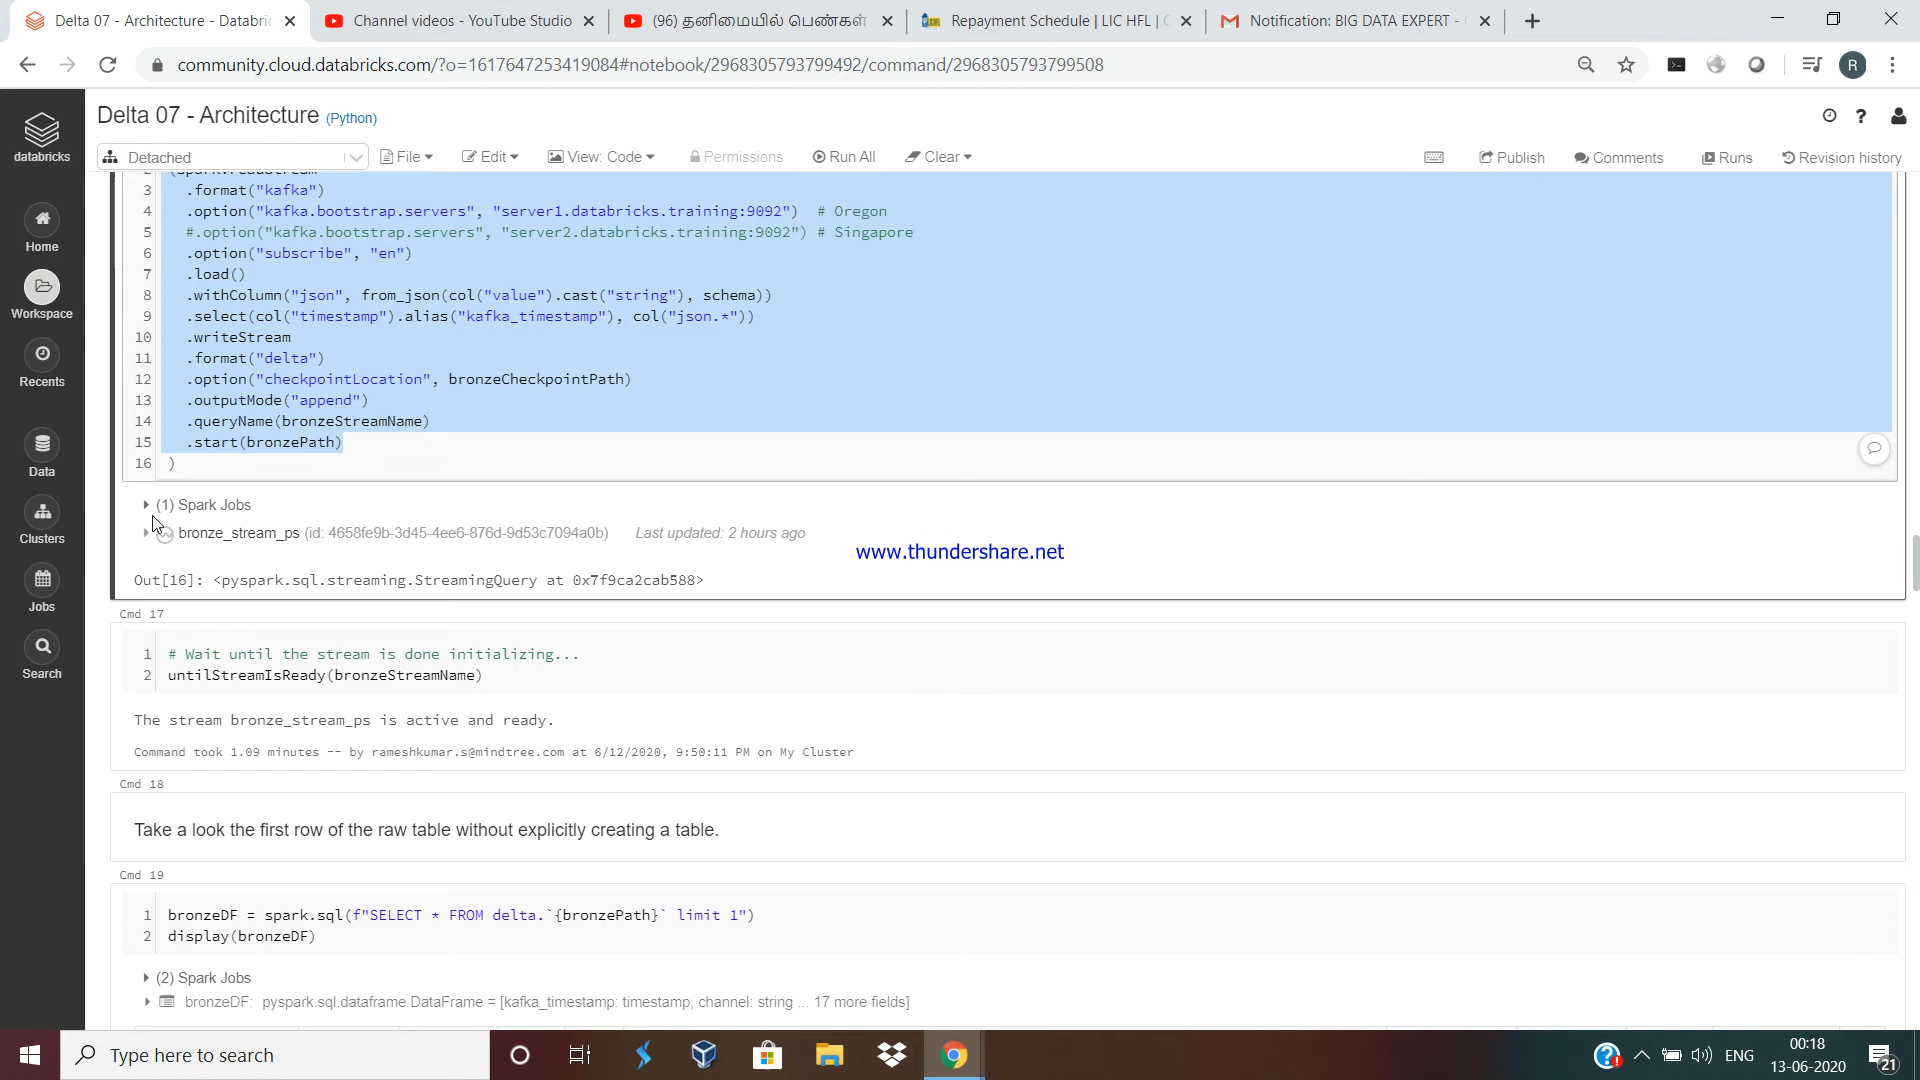 Delta 07 - Architecture - Databric
Channel videos - YouTube Studio
(96) தனிமையில் பெண்கள்
Repayment Schedule | LIC HFL | C
Notification: BIG DATA EXPERT -
community.cloud.databricks.com/?o=1617647253419084#notebook/2968305793799492/command/2968305793799508
R
databricks
Delta 07 - Architecture (Python)
Detached
File
Edit
View: Code
Permissions
Run All
Clear
Publish
Comments
Runs
Revision history
Home
Workspace
Recents
Data
Clusters
Jobs
Search
2 (spark.readStream
3 .format("kafka")
4 .option("kafka.bootstrap.servers", "server1.databricks.training:9092")  # Oregon
5 #.option("kafka.bootstrap.servers", "server2.databricks.training:9092") # Singapore
6 .option("subscribe", "en")
7 .load()
8 .withColumn("json", from_json(col("value").cast("string"), schema))
9 .select(col("timestamp").alias("kafka_timestamp"), col("json.*"))
10 .writeStream
11 .format("delta")
12 .option("checkpointLocation", bronzeCheckpointPath)
13 .outputMode("append")
14 .queryName(bronzeStreamName)
15 .start(bronzePath)
16 )
(1) Spark Jobs
bronze_stream_ps (id: 4658fe9b-3d45-4ee6-876d-9d53c7094a0b) Last updated: 2 hours ago
www.thundershare.net
Out[16]: <pyspark.sql.streaming.StreamingQuery at 0x7f9ca2cab588>
Cmd 17
1 # Wait until the stream is done initializing...
2 untilStreamIsReady(bronzeStreamName)
The stream bronze_stream_ps is active and ready.
Command took 1.09 minutes -- by rameshkumar.s@mindtree.com at 6/12/2020, 9:50:11 PM on My Cluster
Cmd 18
Take a look the first row of the raw table without explicitly creating a table.
Cmd 19
1 bronzeDF = spark.sql(f"SELECT * FROM delta.`{bronzePath}` limit 1")
2 display(bronzeDF)
(2) Spark Jobs
bronzeDF: pyspark.sql.dataframe.DataFrame = [kafka_timestamp: timestamp, channel: string ... 17 more fields]
Type here to search
ENG
00:18
13-06-2020
21